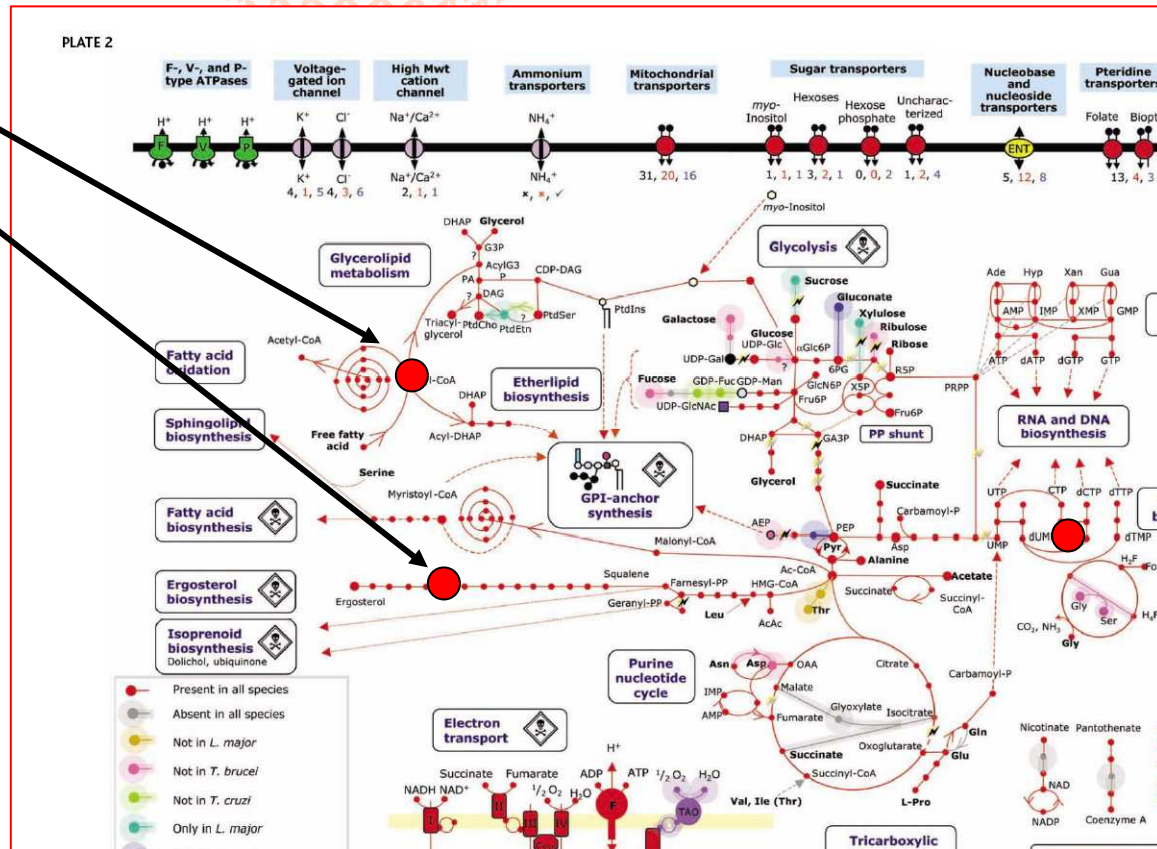 PLATE 2
F-, V-, and P-
type ATPases
Voltage-
gated ion
channel
High Mwt
cation
channel
Ammonium
transporters
Mitochondrial
transporters
Sugar transporters
Nucleobase
and
nucleoside
transporters
Pteridine
transporters
myo-
Inositol
Hexoses
Hexose
phosphate
Uncharac-
terized
Folate
H⁺ H⁺ H⁺
K⁺ Cl⁻
Na⁺/Ca²⁺
NH₄⁺
F V P
ENT
K⁺ Cl⁻
Na⁺/Ca²⁺
NH₄⁺
4, 1, 5 4, 3, 6
2, 1, 1
×, ×, ✓
31, 20, 16
1, 1, 1 3, 2, 1 0, 0, 2 1, 2, 4
5, 12, 8
13, 4, 3
myo-Inositol
Glycerolipid
metabolism
DHAP Glycerol
G3P
?
AcylG3
P
PA
CDP-DAG
?
DAG
?
Triacyl-
glycerol
PtdCho
PtdEtn
PtdSer
PtdIns
Glycolysis
Sucrose
Gluconate
Xylulose
Ribulose
Ribose
Galactose
Glucose
UDP-Glc
UDP-Gal
?
αGlc6P
6PG
X5P
R5P
PRPP
GlcN6P
Fru6P
Fru6P
Fucose
GDP-Fuc
GDP-Man
UDP-GlcNAc
DHAP
GA3P
PP shunt
Glycerol
Ade Hyp Xan Gua
AMP IMP XMP GMP
ATP dATP dGTP GTP
RNA and DNA
biosynthesis
UTP CTP dCTP dTTP
UMP
dUM
dTMP
H₂F
H₄F
Gly
Ser
CO₂, NH₃
Gly
Acetyl-CoA
Fatty acid
oxidation
l-CoA
Etherlipid
biosynthesis
DHAP
Acyl-DHAP
Free fatty
acid
Sphingolipid
biosynthesis
Serine
Myristoyl-CoA
GPI-anchor
synthesis
Fatty acid
biosynthesis
Malonyl-CoA
AEP
PEP
Pyr
Succinate
Carbamoyl-P
Asp
Alanine
Ac-CoA
Acetate
Succinate
Succinyl-
CoA
Ergosterol
biosynthesis
Ergosterol
Squalene
Farnesyl-PP
HMG-CoA
Geranyl-PP
Leu
AcAc
Thr
Isoprenoid
biosynthesis
Dolichol, ubiquinone
Purine
nucleotide
cycle
Asn
Asp
OAA
IMP
AMP
Malate
Fumarate
Citrate
Glyoxylate
Isocitrate
Succinate
Oxoglutarate
Succinyl-CoA
Val, Ile (Thr)
Carbamoyl-P
Gln
Glu
L-Pro
Nicotinate
Pantothenate
NAD
NADP
Coenzyme A
Present in all species
Absent in all species
Not in L. major
Not in T. brucei
Not in T. cruzi
Only in L. major
Electron
transport
Succinate Fumarate
NADH NAD⁺
½ O₂
H₂O
H⁺
ADP
ATP
½ O₂
H₂O
I
II
III
IV
F
TAO
Tricarboxylic